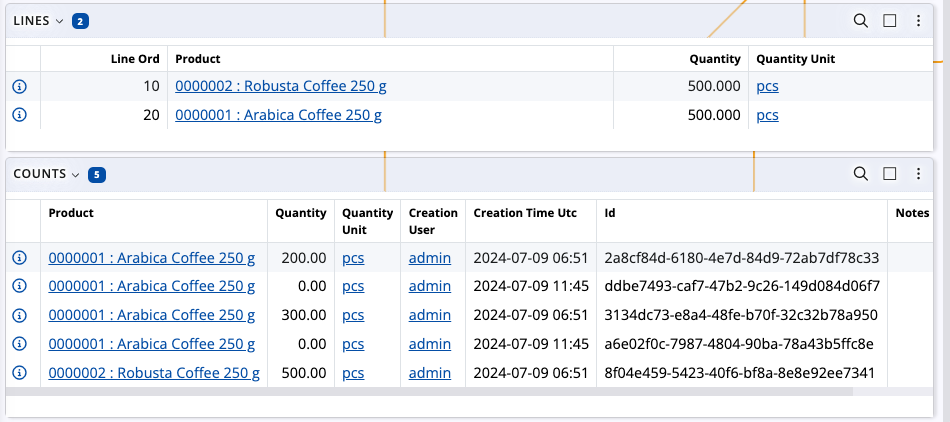 LINES 2
Line Ord Product Quantity Quantity Unit
10 0000002 : Robusta Coffee 250 g 500.000 pcs
20 0000001 : Arabica Coffee 250 g 500.000 pcs
COUNTS 5
Product Quantity Quantity Unit Creation User Creation Time Utc Id Notes
0000001 : Arabica Coffee 250 g 200.00 pcs admin 2024-07-09 06:51 2a8cf84d-6180-4e7d-84d9-72ab7df78c33
0000001 : Arabica Coffee 250 g 0.00 pcs admin 2024-07-09 11:45 ddbe7493-caf7-47b2-9c26-149d084d06f7
0000001 : Arabica Coffee 250 g 300.00 pcs admin 2024-07-09 06:51 3134dc73-e8a4-48fe-b70f-32c32b78a950
0000001 : Arabica Coffee 250 g 0.00 pcs admin 2024-07-09 11:45 a6e02f0c-7987-4804-90ba-78a43b5ffc8e
0000002 : Robusta Coffee 250 g 500.00 pcs admin 2024-07-09 06:51 8f04e459-5423-40f6-bf8a-8e8e92ee7341